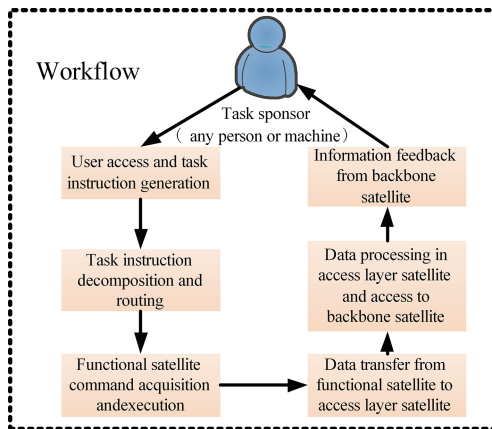 Workflow
Task sponsor
( any person or machine)
User access and task
instruction generation
Task instruction
decomposition and
routing
Functional satellite
command acquisition
andexecution
Information feedback
from backbone
satellite
Data processing in
access layer satellite
and access to
backbone satellite
Data transfer from
functional satellite to
access layer satellite